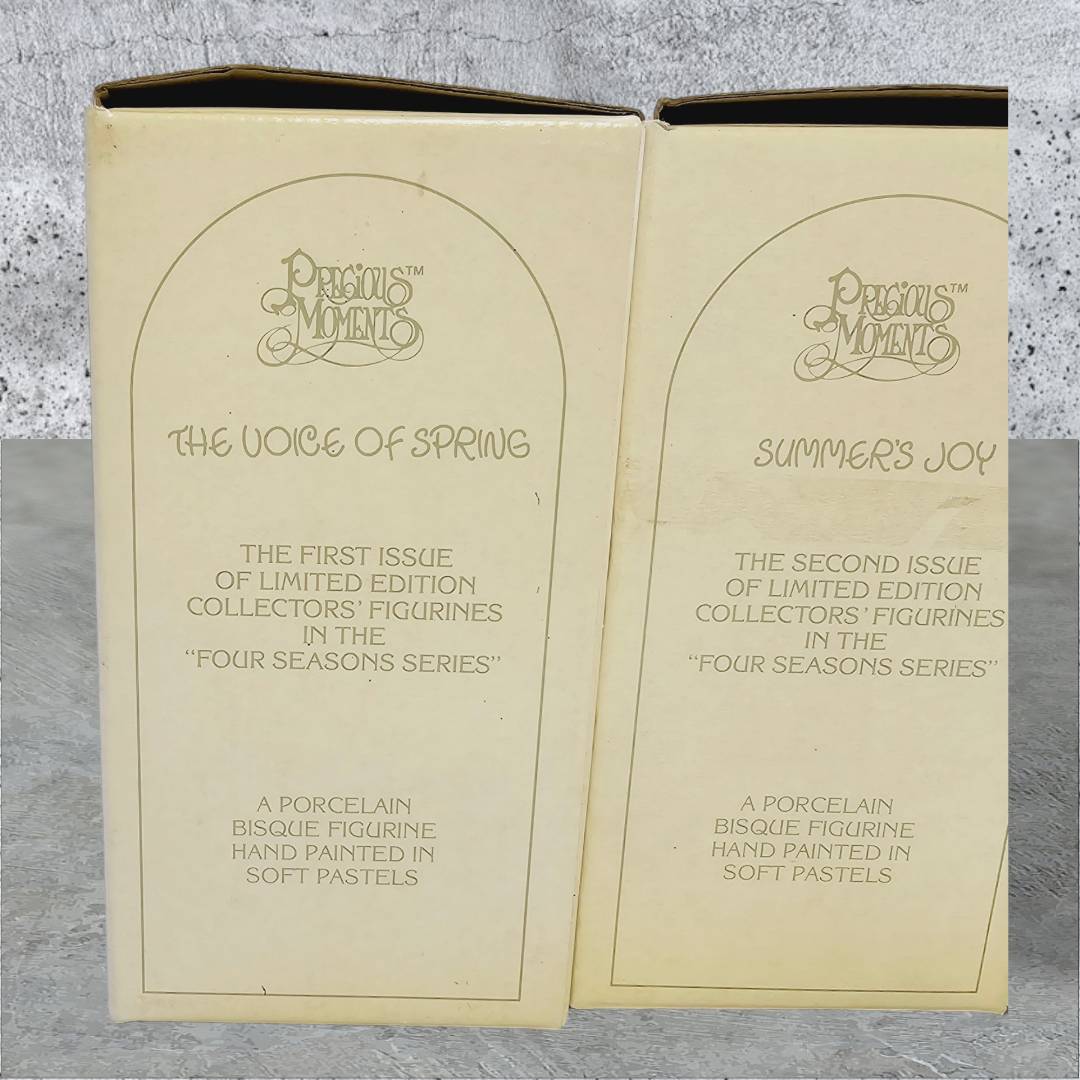 PRECIOUS™
MOMENTS
THE VOICE OF SPRING
THE FIRST ISSUE
OF LIMITED EDITION
COLLECTORS' FIGURINES
IN THE
“FOUR SEASONS SERIES”
A PORCELAIN
BISQUE FIGURINE
HAND PAINTED IN
SOFT PASTELS
PRECIOUS™
MOMENTS
SUMMER'S JOY
THE SECOND ISSUE
OF LIMITED EDITION
COLLECTORS' FIGURINES
IN THE
“FOUR SEASONS SERIES”
A PORCELAIN
BISQUE FIGURINE
HAND PAINTED IN
SOFT PASTELS